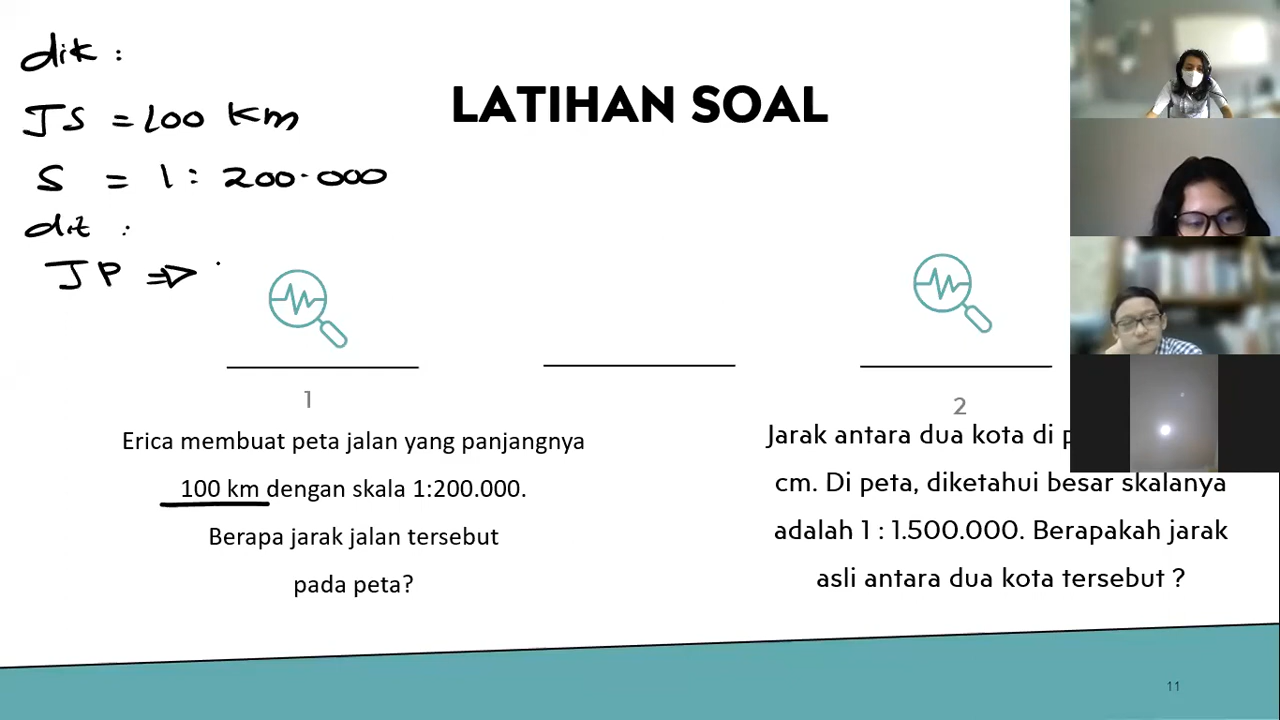 dik :
JS = 100 km
S = 1 : 200.000
dit :
JP =>
LATIHAN SOAL
1
Erica membuat peta jalan yang panjangnya
100 km dengan skala 1:200.000.
Berapa jarak jalan tersebut
pada peta?
2
Jarak antara dua kota di
cm. Di peta, diketahui besar skalanya
adalah 1 : 1.500.000. Berapakah jarak
asli antara dua kota tersebut ?
11